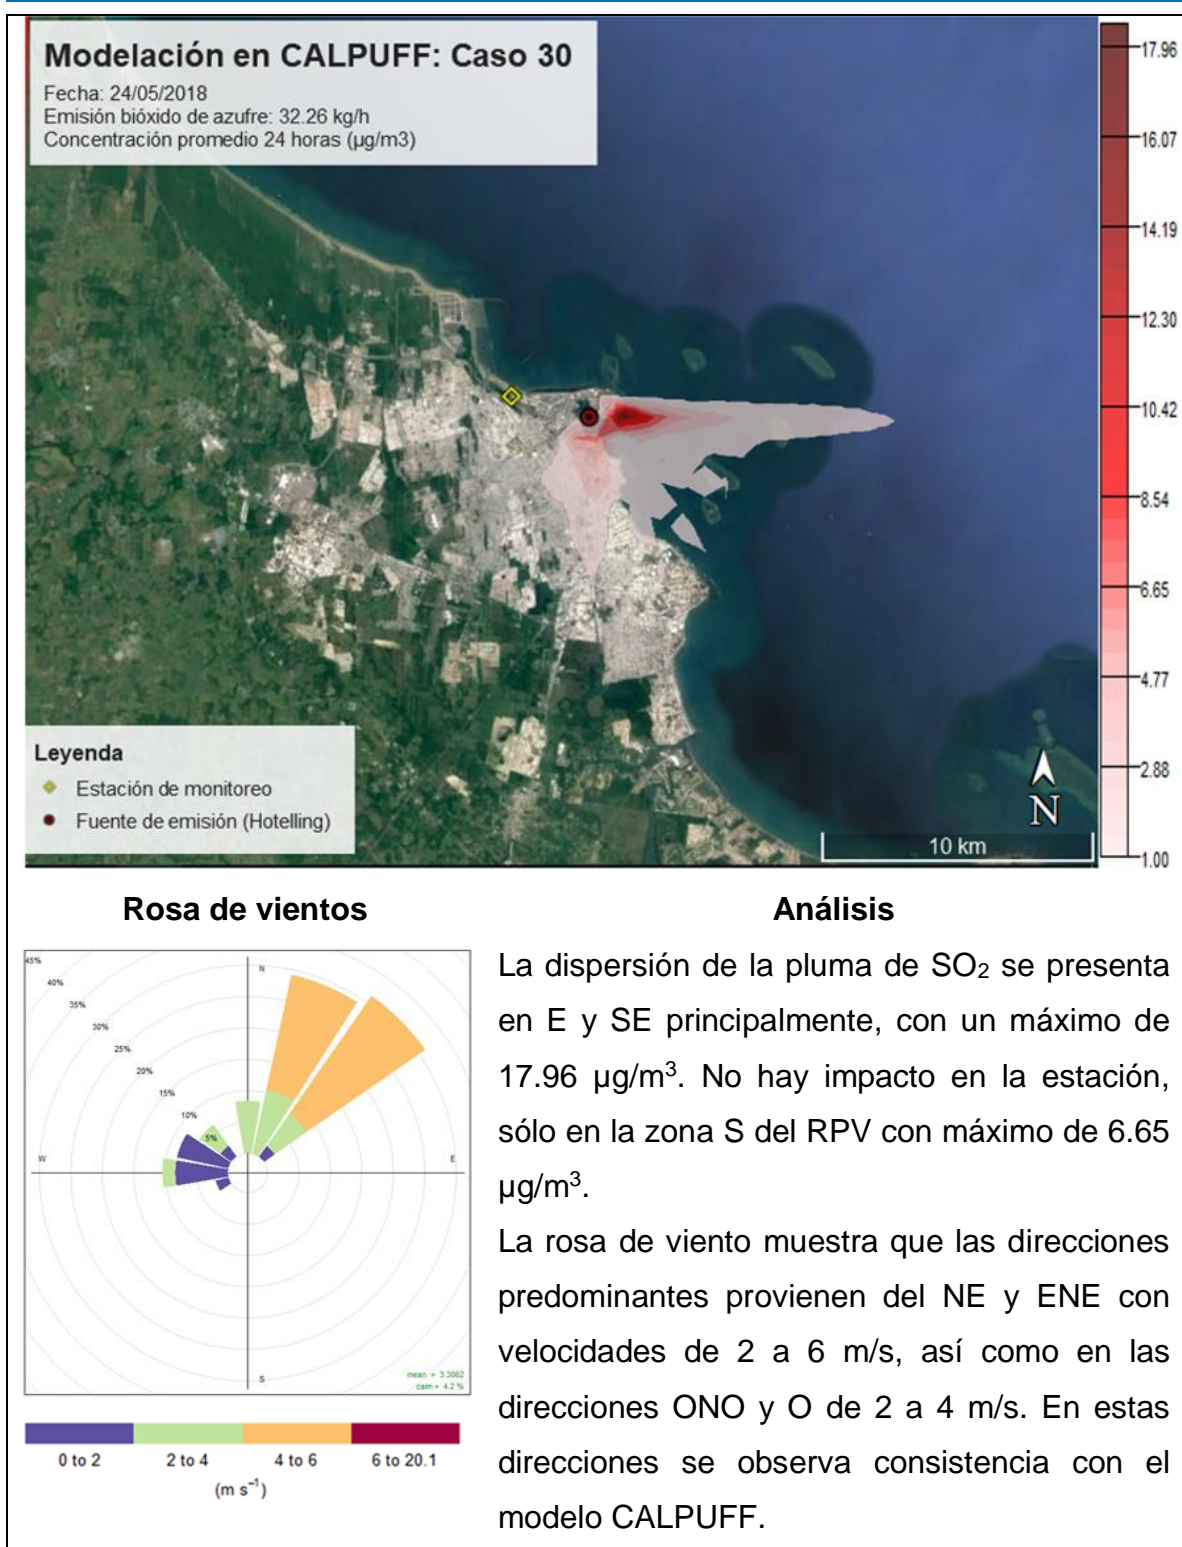 Modelación en CALPUFF: Caso 30
Fecha: 24/05/2018
Emisión bióxido de azufre: 32.26 kg/h
Concentración promedio 24 horas (µg/m3)
17.96
16.07
14.19
12.30
10.42
8.54
6.65
4.77
2.88
1.00
Leyenda
Estación de monitoreo
Fuente de emisión (Hotelling)
N
10 km
Rosa de vientos
45%
40%
35%
30%
25%
20%
15%
10%
5%
N
W
E
S
mean = 3.3062
calm = 4.2 %
0 to 2
2 to 4
4 to 6
6 to 20.1
(m s⁻¹)
Análisis
La dispersión de la pluma de SO₂ se presenta
en E y SE principalmente, con un máximo de
17.96 µg/m³. No hay impacto en la estación,
sólo en la zona S del RPV con máximo de 6.65
µg/m³.
La rosa de viento muestra que las direcciones
predominantes provienen del NE y ENE con
velocidades de 2 a 6 m/s, así como en las
direcciones ONO y O de 2 a 4 m/s. En estas
direcciones se observa consistencia con el
modelo CALPUFF.